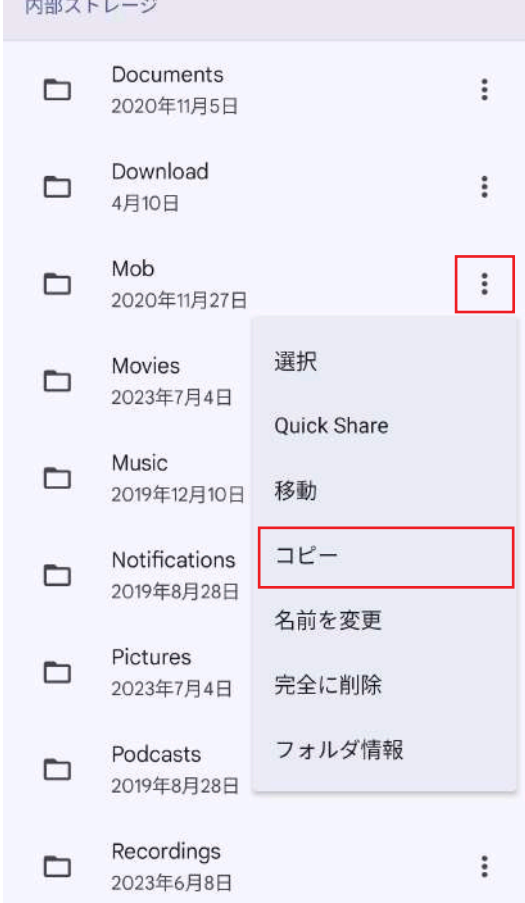 内部ストレージ
Documents
2020年11月5日
Download
4月10日
Mob
2020年11月27日
Movies
2023年7月4日
Music
2019年12月10日
Notifications
2019年8月28日
Pictures
2023年7月4日
Podcasts
2019年8月28日
Recordings
2023年6月8日
選択
Quick Share
移動
コピー
名前を変更
完全に削除
フォルダ情報